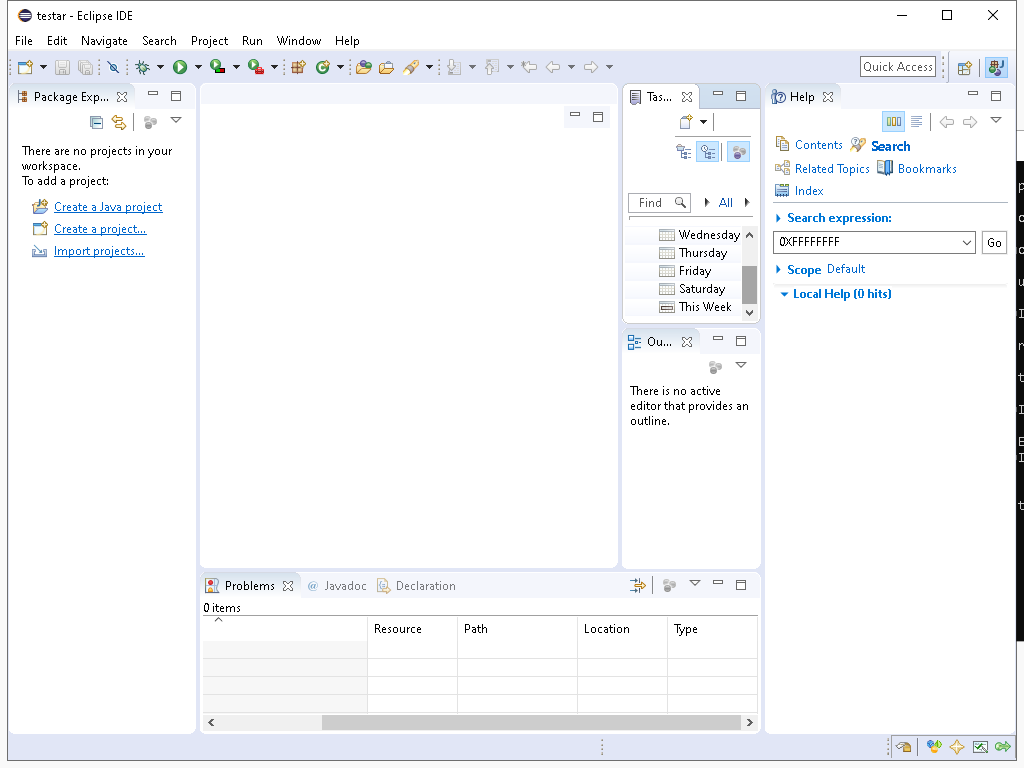 testar - Eclipse IDE
File Edit Navigate Search Project Run Window Help
Quick Access
Package Exp...
There are no projects in your
workspace.
To add a project:
Create a Java project
Create a project...
Import projects...
Tas...
Find
All
Wednesday
Thursday
Friday
Saturday
This Week
Ou...
There is no active
editor that provides an
outline.
Help
Contents Search
Related Topics Bookmarks
Index
Search expression:
0XFFFFFFFF Go
Scope Default
Local Help (0 hits)
Problems @ Javadoc Declaration
0 items
Resource Path Location Type